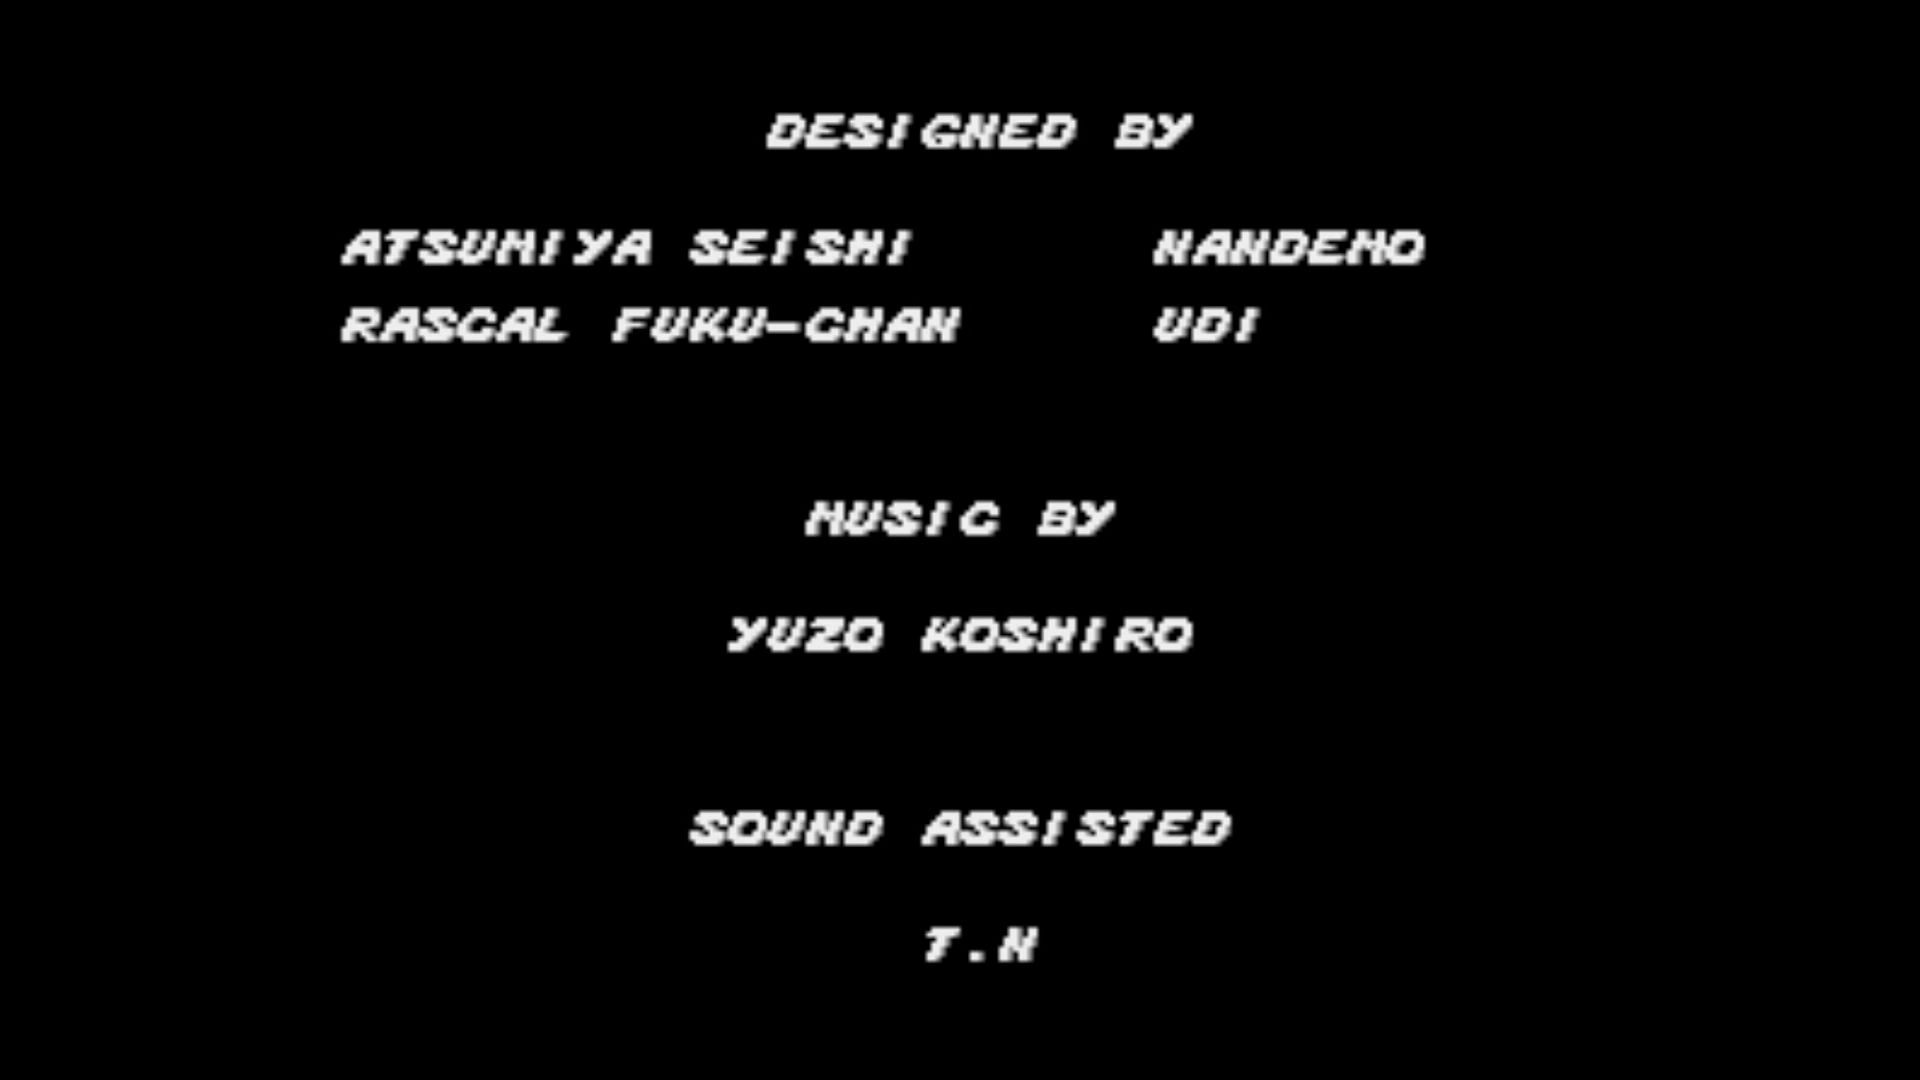 DESIGNED BY
ATSUMIYA SEISHI NANDEMO
RASCAL FUKU-CHAN UDI
MUSIC BY
YUZO KOSHIRO
SOUND ASSISTED
T.N